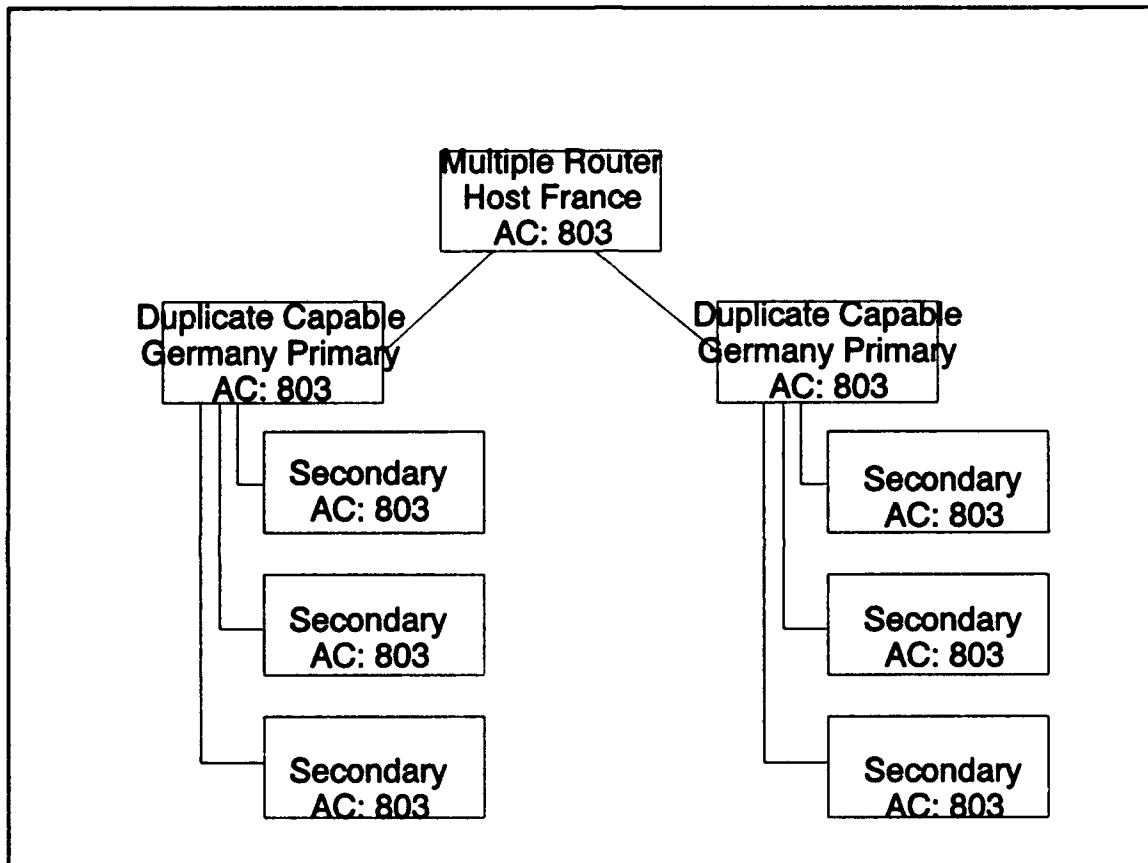 Multiple Router
Host France
AC: 803
Duplicate Capable
Germany Primary
AC: 803
Secondary
AC: 803
Secondary
AC: 803
Secondary
AC: 803
Duplicate Capable
Germany Primary
AC: 803
Secondary
AC: 803
Secondary
AC: 803
Secondary
AC: 803